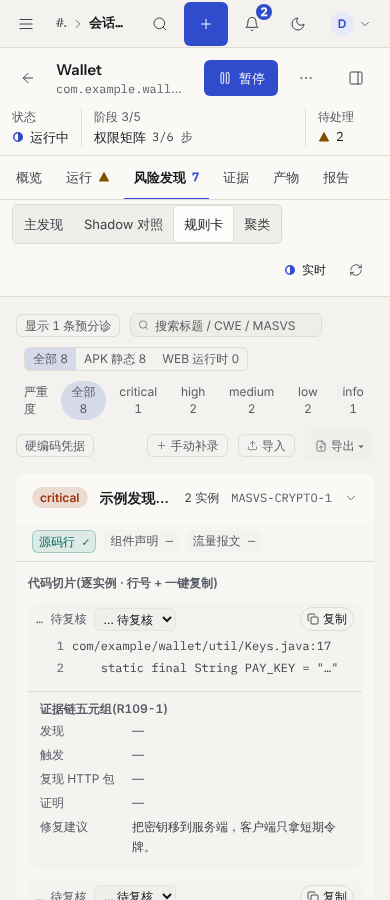 #. › 会话… + 2 D
Wallet
com.example.wall…
暂停
状态 阶段 3/5 待处理
运行中 权限矩阵 3/6 步 2
概览 运行 风险发现 7 证据 产物 报告
主发现 Shadow 对照 规则卡 聚类
实时
显示 1 条预分诊 搜索标题 / CWE / MASVS
全部 8 APK 静态 8 WEB 运行时 0
严重度 全部 8 critical 1 high 2 medium 2 low 2 info 1
硬编码凭据 手动补录 导入 导出
critical 示例发现… 2 实例 MASVS-CRYPTO-1
源码行 ✓ 组件声明 — 流量报文 —
代码切片(逐实例 · 行号 + 一键复制)
… 待复核 … 待复核 复制
1 com/example/wallet/util/Keys.java:17
2 static final String PAY_KEY = "…"
证据链五元组(R109-1)
发现 —
触发 —
复现 HTTP 包 —
证明 —
修复建议 把密钥移到服务端，客户端只拿短期令
牌。
… 待复核 … 待复核 复制